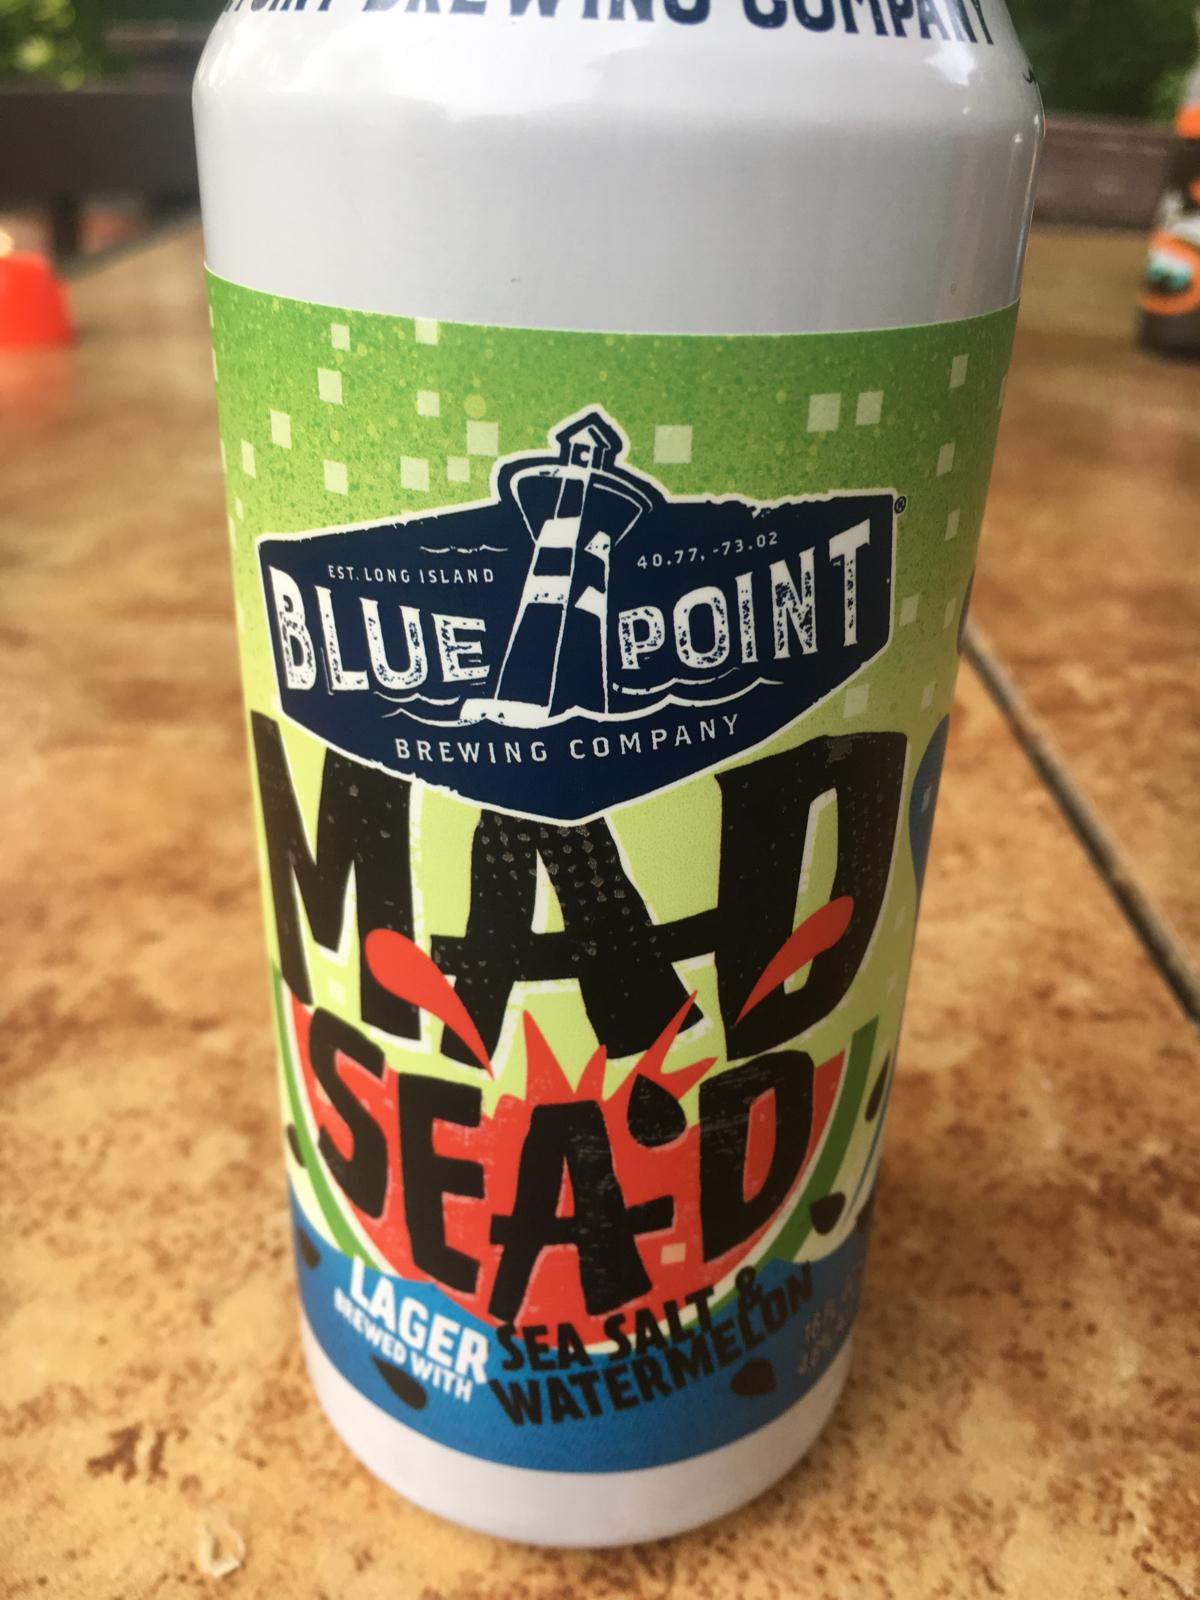 POINT BREWING COMPANY
EST. LONG ISLAND
40.77, -73.02
BLUE POINT
BREWING COMPANY
MAD
SEA'D
LAGER
BREWED WITH
SEA SALT &
WATERMELON